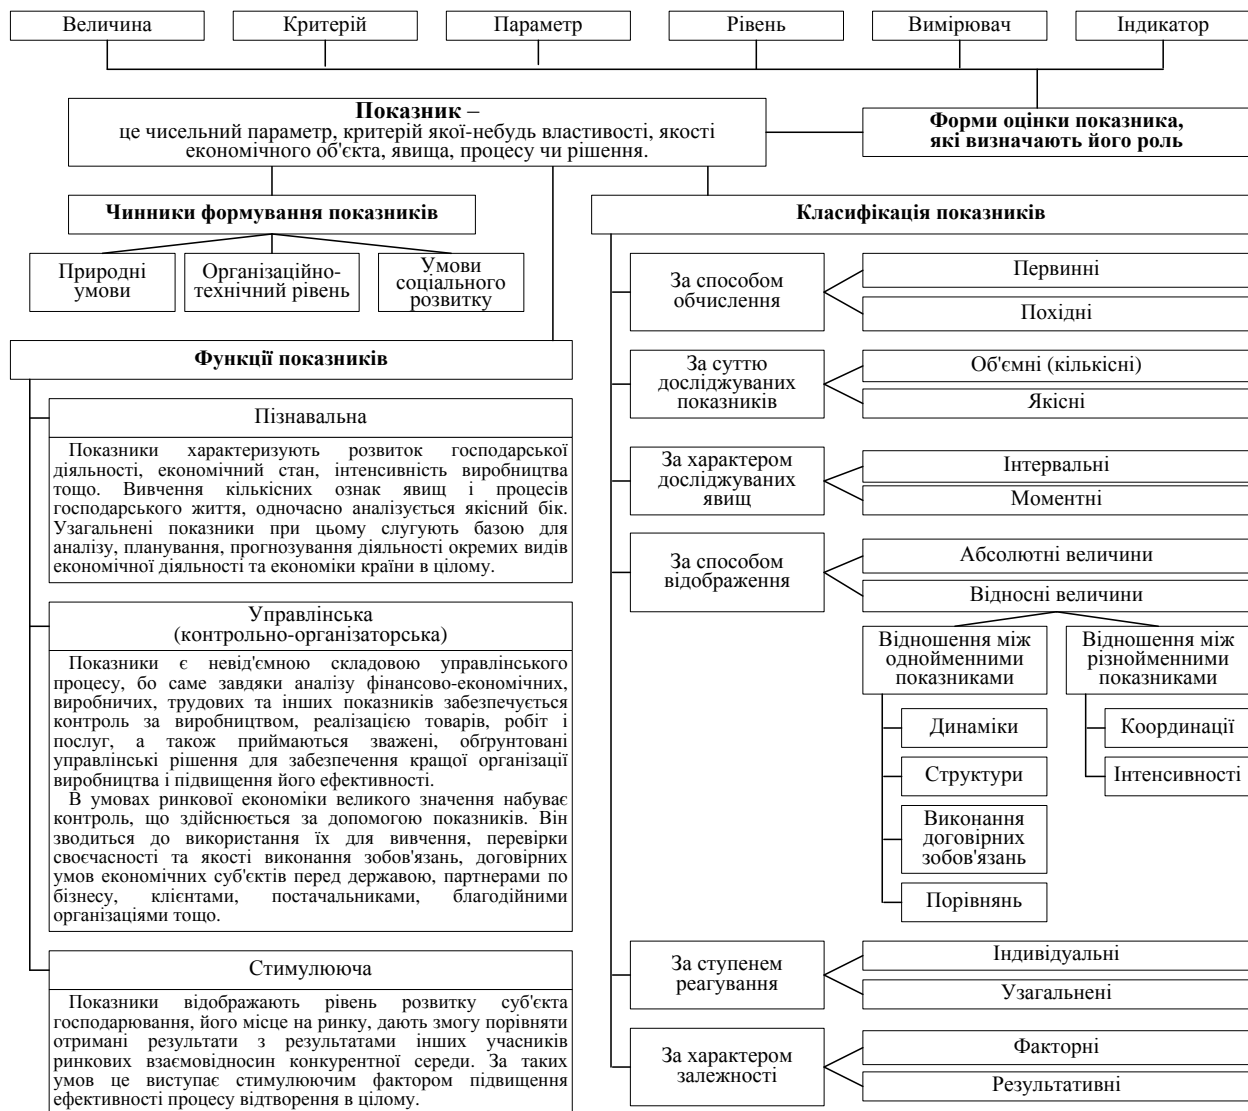 Величина
Критерій
Параметр
Рівень
Вимірювач
Індикатор
Показник –
це чисельний параметр, критерій якої-небудь властивості, якості
економічного об'єкта, явища, процесу чи рішення.
Форми оцінки показника,
які визначають його роль
Чинники формування показників
Природні
умови
Організаційно-
технічний рівень
Умови
соціального
розвитку
Функції показників
Пізнавальна
Показники характеризують розвиток господарської
діяльності, економічний стан, інтенсивність виробництва
тощо. Вивчення кількісних ознак явищ і процесів
господарського життя, одночасно аналізується якісний бік.
Узагальнені показники при цьому слугують базою для
аналізу, планування, прогнозування діяльності окремих видів
економічної діяльності та економіки країни в цілому.
Управлінська
(контрольно-організаторська)
Показники є невід'ємною складовою управлінського
процесу, бо саме завдяки аналізу фінансово-економічних,
виробничих, трудових та інших показників забезпечується
контроль за виробництвом, реалізацією товарів, робіт і
послуг, а також приймаються зважені, обґрунтовані
управлінські рішення для забезпечення кращої організації
виробництва і підвищення його ефективності.
В умовах ринкової економіки великого значення набуває
контроль, що здійснюється за допомогою показників. Він
зводиться до використання їх для вивчення, перевірки
своєчасності та якості виконання зобов'язань, договірних
умов економічних суб'єктів перед державою, партнерами по
бізнесу, клієнтами, постачальниками, благодійними
організаціями тощо.
Стимулююча
Показники відображають рівень розвитку суб'єкта
господарювання, його місце на ринку, дають змогу порівняти
отримані результати з результатами інших учасників
ринкових взаємовідносин конкурентної середи. За таких
умов це виступає стимулюючим фактором підвищення
ефективності процесу відтворення в цілому.
Класифікація показників
За способом
обчислення
Первинні
Похідні
За суттю
досліджуваних
показників
Об'ємні (кількісні)
Якісні
За характером
досліджуваних
явищ
Інтервальні
Моментні
За способом
відображення
Абсолютні величини
Відносні величини
Відношення між
однойменними
показниками
Динаміки
Структури
Виконання
договірних
зобов'язань
Порівнянь
Відношення між
різнойменними
показниками
Координації
Інтенсивності
За ступенем
реагування
Індивідуальні
Узагальнені
За характером
залежності
Факторні
Результативні